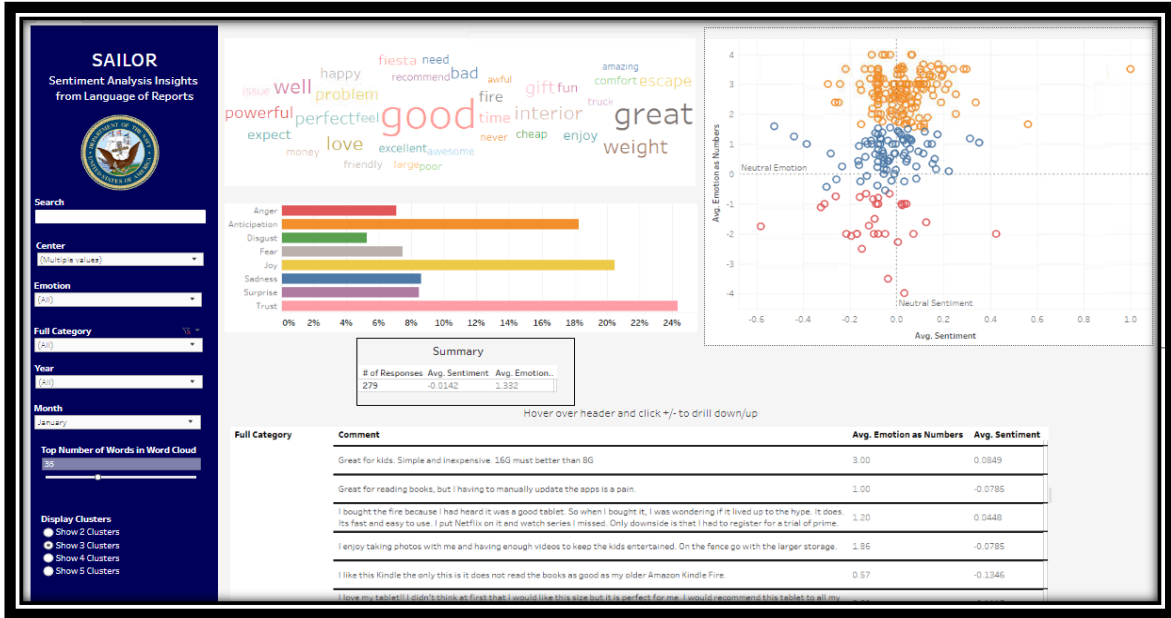 SAILOR
Sentiment Analysis Insights
from Language of Reports
DEPARTMENT OF THE NAVY
UNITED STATES OF AMERICA
Search
Center
(Multiple values)
Emotion
(All)
Full Category
(All)
Year
(All)
Month
January
Top Number of Words in Word Cloud
35
Display Clusters
Show 2 Clusters
Show 3 Clusters
Show 4 Clusters
Show 5 Clusters
fiesta need
happy recommend bad awful amazing
issue well problem fire gift fun comfort escape
powerful perfect feel good time interior truck great
expect love excellent awesome never cheap enjoy weight
money friendly large poor
Anger
Anticipation
Disgust
Fear
Joy
Sadness
Surprise
Trust
0% 2% 4% 6% 8% 10% 12% 14% 16% 18% 20% 22% 24%
Avg. Emotion as Numbers
4
3
2
1
0
-1
-2
-3
-4
Neutral Emotion
Neutral Sentiment
-0.6 -0.4 -0.2 0.0 0.2 0.4 0.6 0.8 1.0
Avg. Sentiment
Summary
# of Responses Avg. Sentiment Avg. Emotion..
279 -0.0142 1.332
Hover over header and click +/- to drill down/up
Full Category Comment Avg. Emotion as Numbers Avg. Sentiment
Great for kids. Simple and inexpensive. 16G must better than 8G 3.00 0.0849
Great for reading books, but I having to manually update the apps is a pain. 1.00 -0.0785
I bought the fire because I had heard it was a good tablet. So when I bought it, I was wondering if it lived up to the hype. It does.
Its fast and easy to use. I put Netflix on it and watch series I missed. Only downside is that I had to register for a trial of prime. 1.20 0.0448
I enjoy taking photos with me and having enough videos to keep the kids entertained. On the fence go with the larger storage. 1.86 -0.0785
I like this Kindle the only this is it does not read the books as good as my older Amazon Kindle Fire. 0.57 -0.1346
I love my tablet!! I didn't think at first that I would like this size but it is perfect for me. I would recommend this tablet to all my